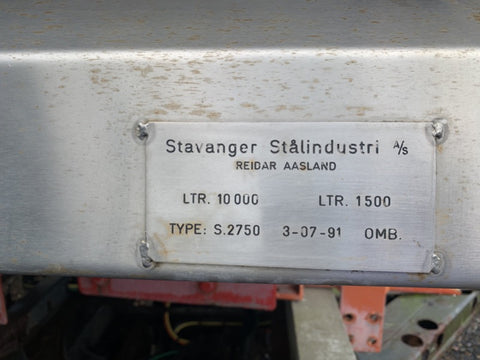 Stavanger Stålindustri A/S
REIDAR AASLAND
LTR. 10 000 LTR. 1500
TYPE: S.2750 3-07-91 OMB.